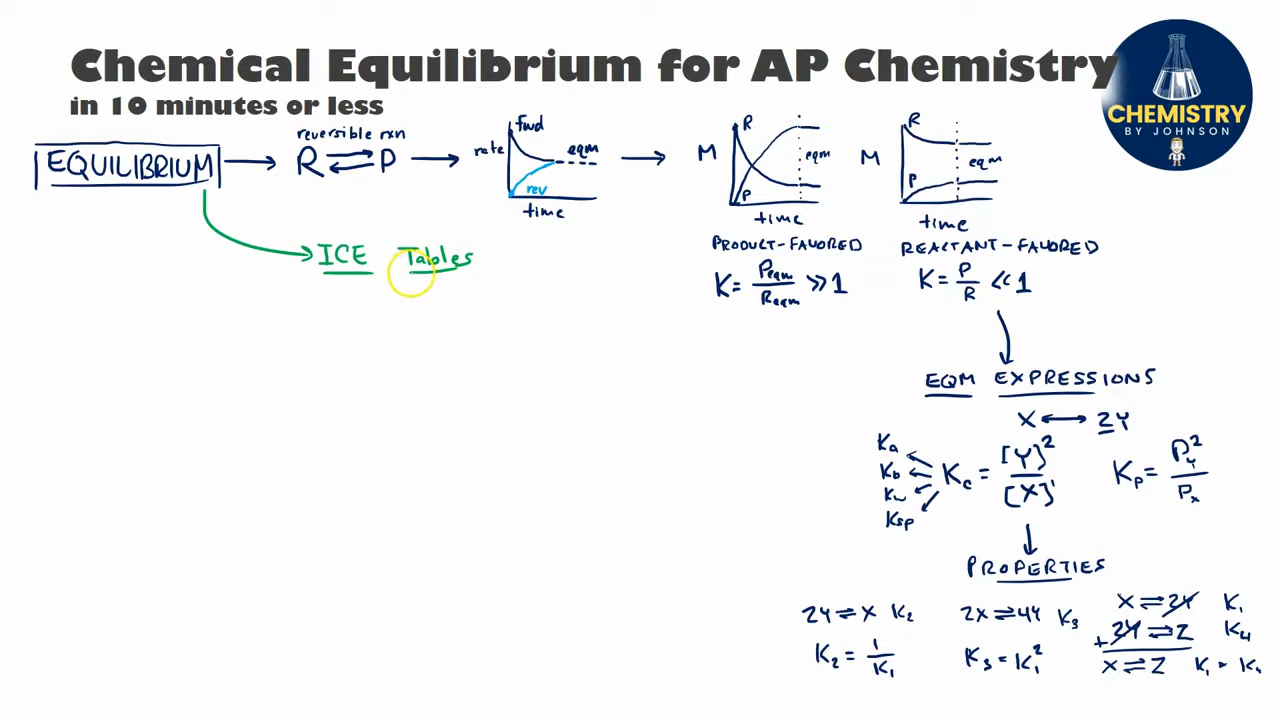 Chemical Equilibrium for AP Chemistry
in 10 minutes or less
CHEMISTRY
BY JOHNSON
EQUILIBRIUM → reversible rxn
R ⇌ P →
rate fwd eqm
rev
time
→ M R eqm
P
time
PRODUCT-FAVORED
K = Peqm / Reqm >> 1
M R eqm
P
time
REACTANT-FAVORED
K = P / R << 1
ICE Tables
EQM EXPRESSIONS
X ⟷ 2Y
Ka
Kb
Kw
Ksp
Kc = [Y]² / [X]¹
Kp = P_Y² / P_X
PROPERTIES
2Y ⇌ X K₂
K₂ = 1 / K₁
2X ⇌ 4Y K₃
K₃ = K₁²
X ⇌ 2Y K₁
+ 2Y ⇌ Z K₄
X ⇌ Z K₁ • K₄